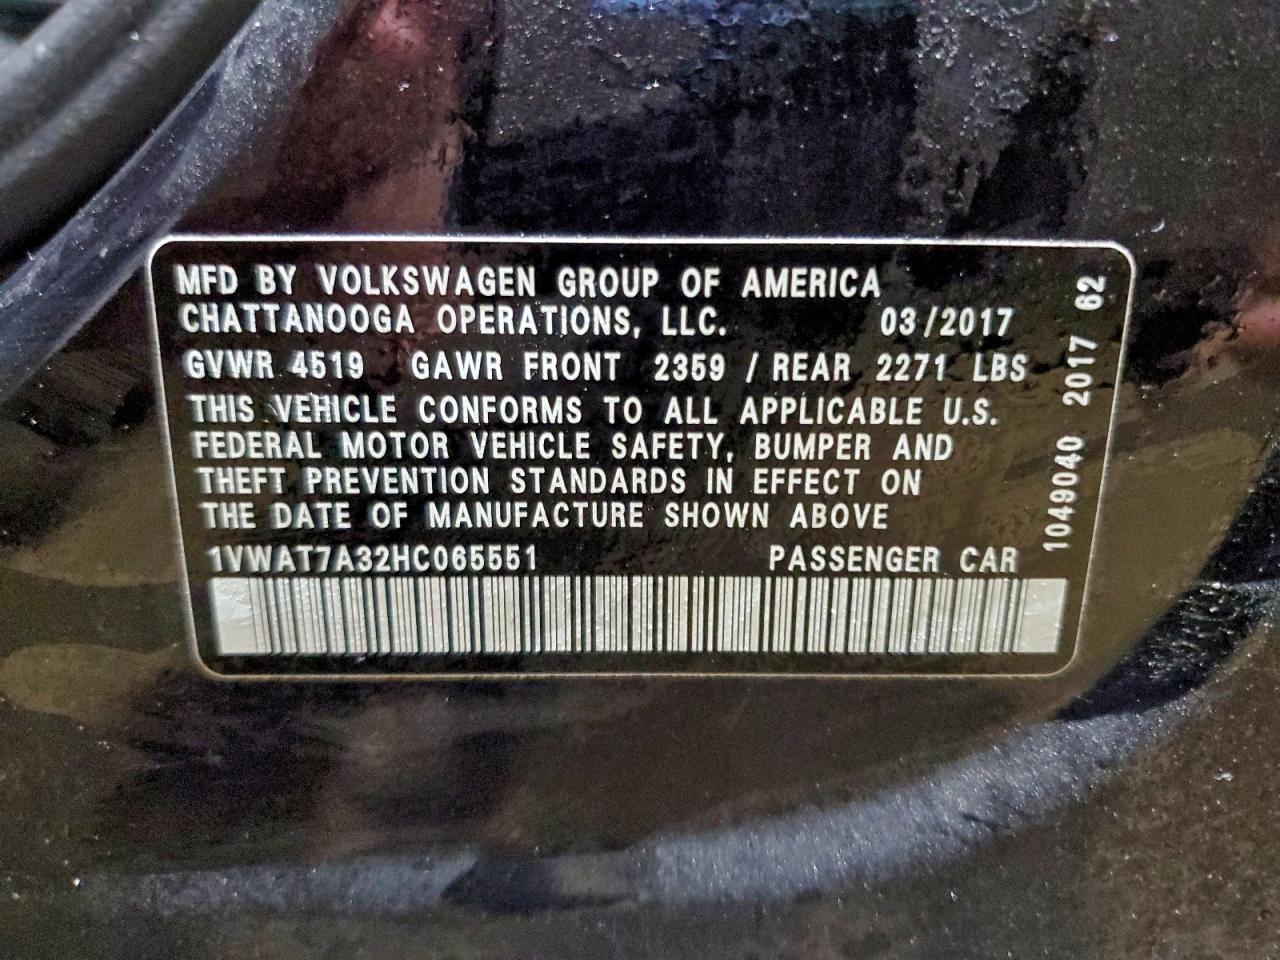 MFD BY VOLKSWAGEN GROUP OF AMERICA
CHATTANOOGA OPERATIONS, LLC. 03/2017
GVWR 4519 GAWR FRONT 2359 / REAR 2271 LBS
THIS VEHICLE CONFORMS TO ALL APPLICABLE U.S.
FEDERAL MOTOR VEHICLE SAFETY, BUMPER AND
THEFT PREVENTION STANDARDS IN EFFECT ON
THE DATE OF MANUFACTURE SHOWN ABOVE
1VWAT7A32HC065551 PASSENGER CAR
1049040 2017 62